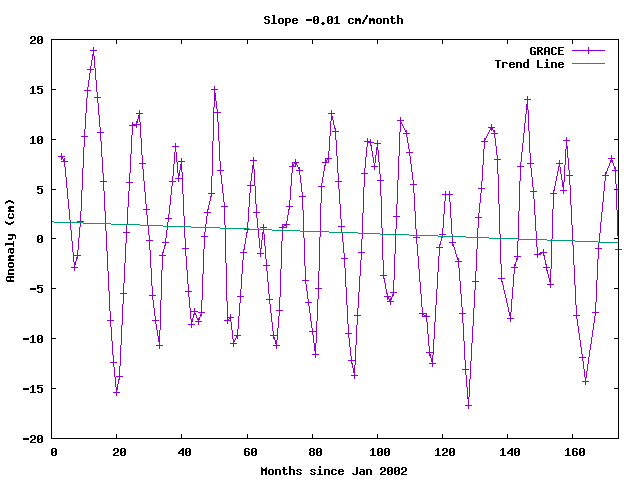 Slope -0.01 cm/month
GRACE
Trend Line
20
15
10
5
0
-5
-10
-15
-20
Anomaly (cm)
0 20 40 60 80 100 120 140 160
Months since Jan 2002